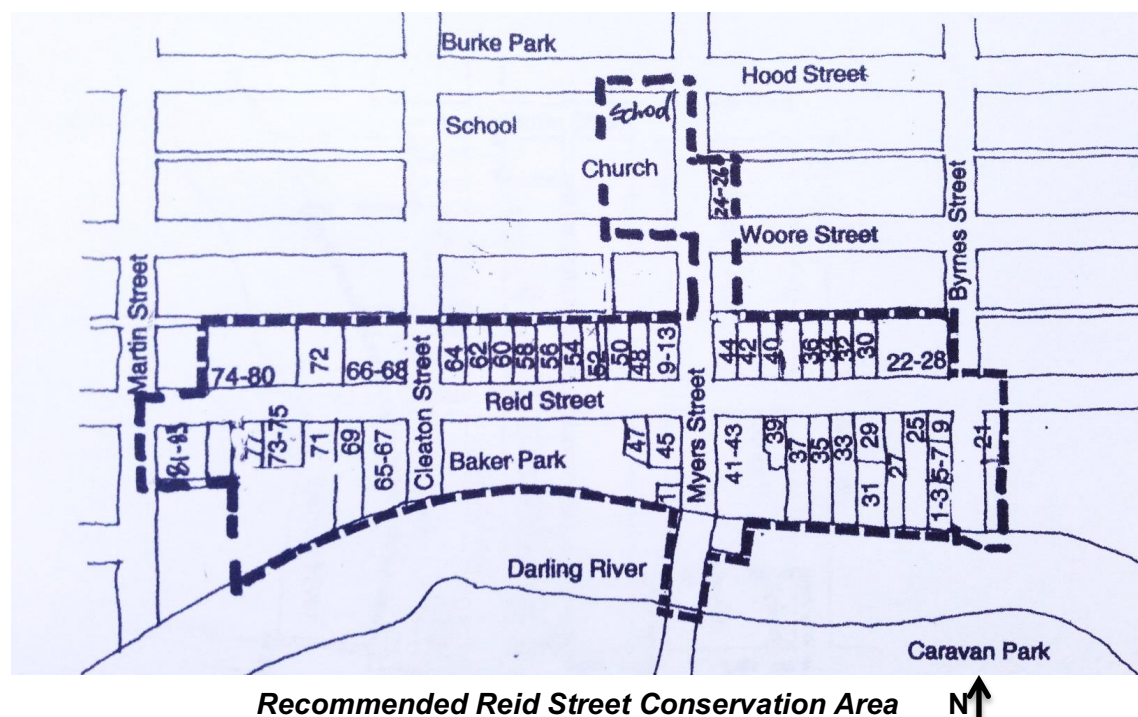 Burke Park
Hood Street
School
School
Church
24-26
Woore Street
Martin Street
Byrnes Street
74-80
72
66-68
Cleaton Street
64
62
60
58
56
54
52
50
48
9-13
Myers Street
44
42
40
36
34
32
30
22-28
Reid Street
81-83
77
73-75
71
69
65-67
Baker Park
47
45
1
41-43
39
37
35
33
29
31
27
25
1-3
5-7
9
21
Darling River
Caravan Park
Recommended Reid Street Conservation Area N